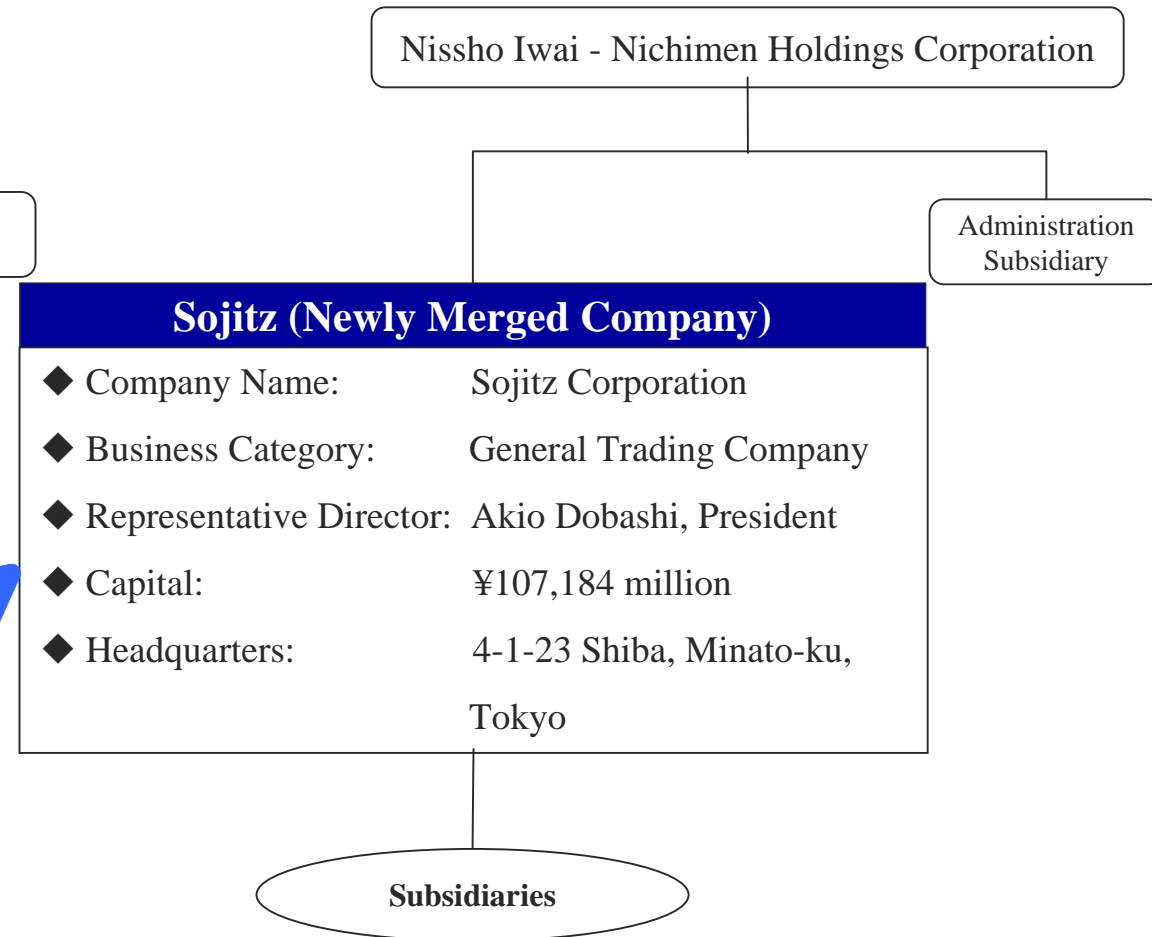 Nissho Iwai - Nichimen Holdings Corporation
Administration
Subsidiary
Sojitz (Newly Merged Company)
◆ Company Name: Sojitz Corporation
◆ Business Category: General Trading Company
◆ Representative Director: Akio Dobashi, President
◆ Capital: ¥107,184 million
◆ Headquarters: 4-1-23 Shiba, Minato-ku,
Tokyo
Subsidiaries